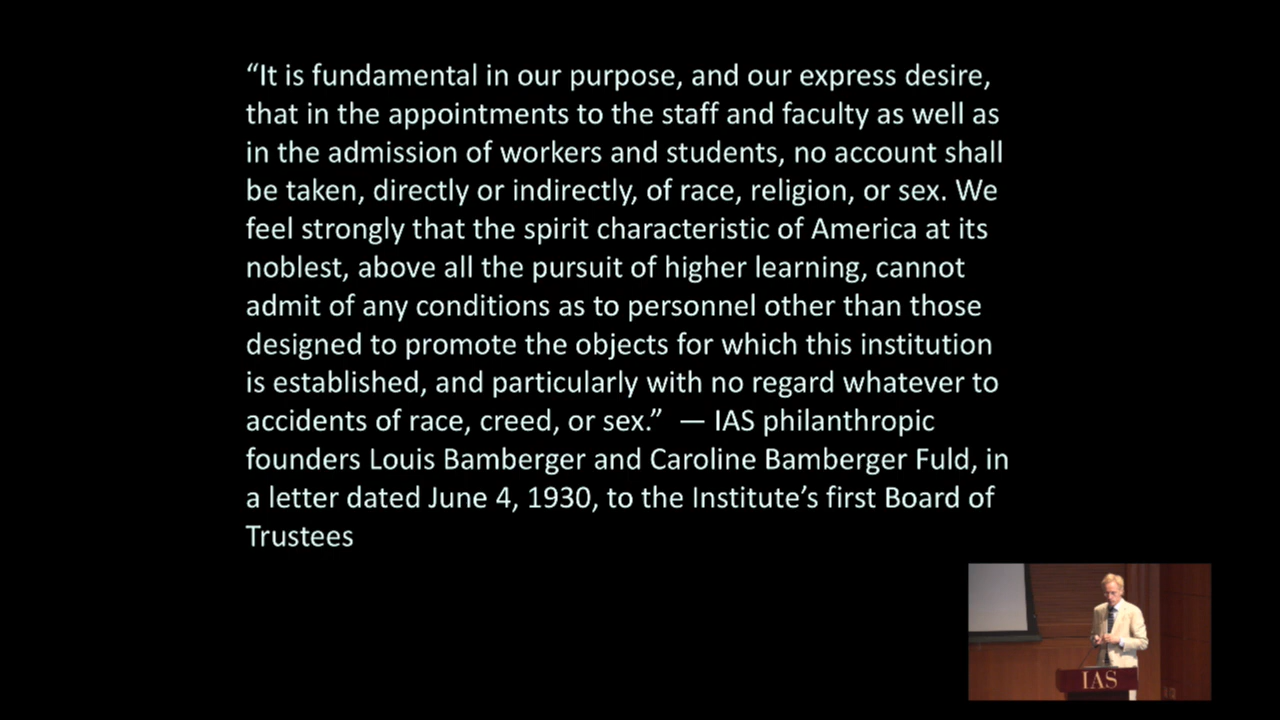 “It is fundamental in our purpose, and our express desire,
that in the appointments to the staff and faculty as well as
in the admission of workers and students, no account shall
be taken, directly or indirectly, of race, religion, or sex. We
feel strongly that the spirit characteristic of America at its
noblest, above all the pursuit of higher learning, cannot
admit of any conditions as to personnel other than those
designed to promote the objects for which this institution
is established, and particularly with no regard whatever to
accidents of race, creed, or sex.”  — IAS philanthropic
founders Louis Bamberger and Caroline Bamberger Fuld, in
a letter dated June 4, 1930, to the Institute’s first Board of
Trustees
IAS